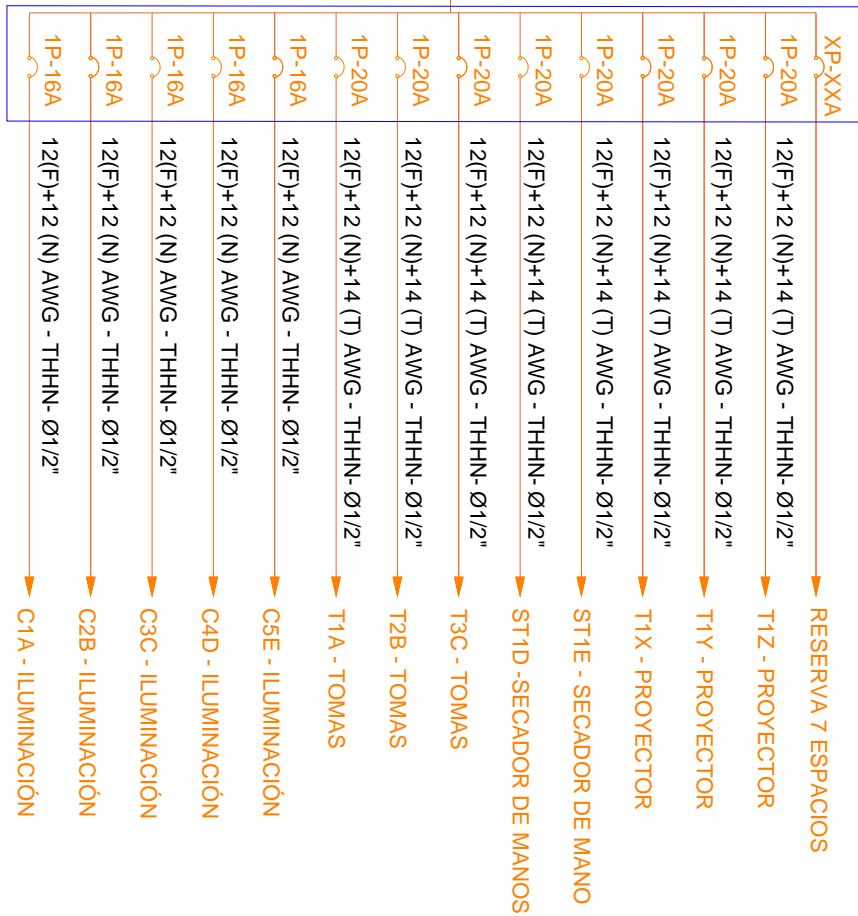 XP-XXA
RESERVA 7 ESPACIOS
1P-20A
12(F)+12 (N)+14 (T) AWG - THHN- Ø1/2"
T1Z - PROYECTOR
1P-20A
12(F)+12 (N)+14 (T) AWG - THHN- Ø1/2"
T1Y - PROYECTOR
1P-20A
12(F)+12 (N)+14 (T) AWG - THHN- Ø1/2"
T1X - PROYECTOR
1P-20A
12(F)+12 (N)+14 (T) AWG - THHN- Ø1/2"
ST1E - SECADOR DE MANO
1P-20A
12(F)+12 (N)+14 (T) AWG - THHN- Ø1/2"
ST1D -SECADOR DE MANOS
1P-20A
12(F)+12 (N)+14 (T) AWG - THHN- Ø1/2"
T3C - TOMAS
1P-20A
12(F)+12 (N)+14 (T) AWG - THHN- Ø1/2"
T2B - TOMAS
1P-20A
12(F)+12 (N)+14 (T) AWG - THHN- Ø1/2"
T1A - TOMAS
1P-16A
12(F)+12 (N) AWG - THHN- Ø1/2"
C5E - ILUMINACIÓN
1P-16A
12(F)+12 (N) AWG - THHN- Ø1/2"
C4D - ILUMINACIÓN
1P-16A
12(F)+12 (N) AWG - THHN- Ø1/2"
C3C - ILUMINACIÓN
1P-16A
12(F)+12 (N) AWG - THHN- Ø1/2"
C2B - ILUMINACIÓN
1P-16A
12(F)+12 (N) AWG - THHN- Ø1/2"
C1A - ILUMINACIÓN